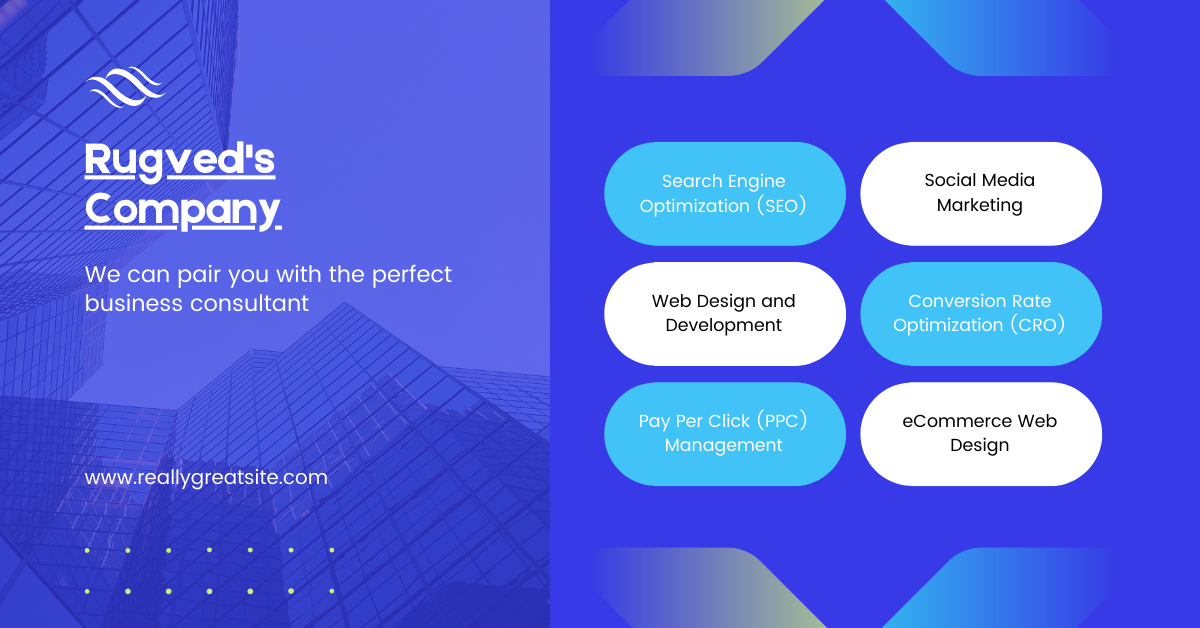 Rugved's
Company
We can pair you with the perfect
business consultant
www.reallygreatsite.com
Search Engine
Optimization (SEO)
Social Media
Marketing
Web Design and
Development
Conversion Rate
Optimization (CRO)
Pay Per Click (PPC)
Management
eCommerce Web
Design